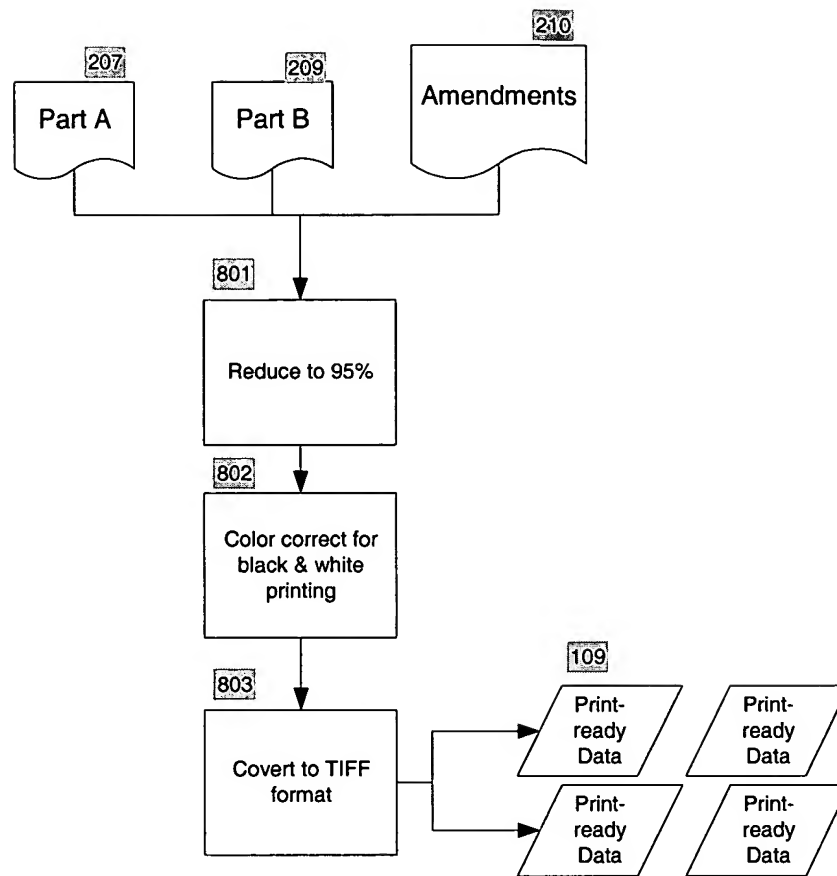 207
209
210
Part A
Part B
Amendments
801
Reduce to 95%
802
Color correct for
black & white
printing
803
Covert to TIFF
format
109
Print-
ready
Data
Print-
ready
Data
Print-
ready
Data
Print-
ready
Data